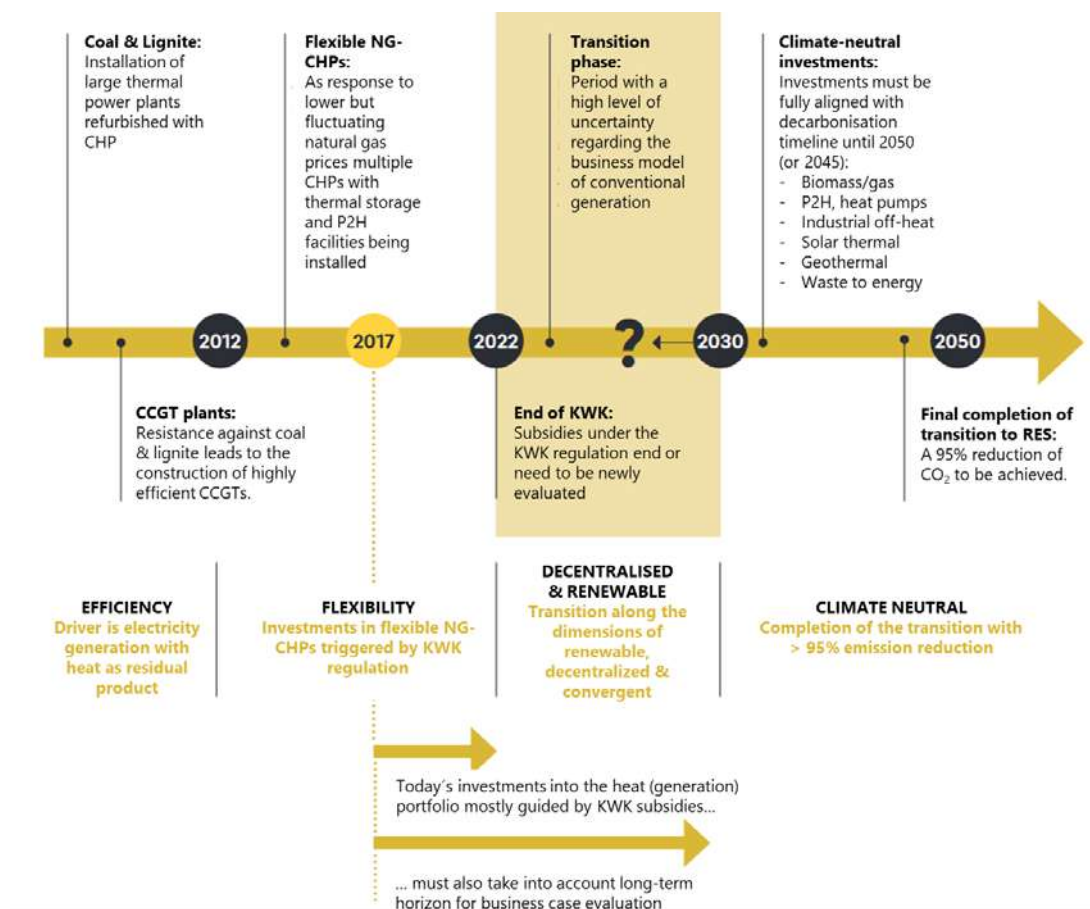 Coal & Lignite:
Installation of
large thermal
power plants
refurbished with
CHP
Flexible NG-
CHPs:
As response to
lower but
fluctuating
natural gas
prices multiple
CHPs with
thermal storage
and P2H
facilities being
installed
Transition
phase:
Period with a
high level of
uncertainty
regarding the
business model
of conventional
generation
Climate-neutral
investments:
Investments must be
fully aligned with
decarbonisation
timeline until 2050
(or 2045):
- Biomass/gas
- P2H, heat pumps
- Industrial off-heat
- Solar thermal
- Geothermal
- Waste to energy
2012
2017
2022
?
2030
2050
CCGT plants:
Resistance against coal
& lignite leads to the
construction of highly
efficient CCGTs.
End of KWK:
Subsidies under the
KWK regulation end or
need to be newly
evaluated
Final completion of
transition to RES:
A 95% reduction of
CO₂ to be achieved.
EFFICIENCY
Driver is electricity
generation with
heat as residual
product
FLEXIBILITY
Investments in flexible NG-
CHPs triggered by KWK
regulation
DECENTRALISED
& RENEWABLE
Transition along the
dimensions of
renewable,
decentralized &
convergent
CLIMATE NEUTRAL
Completion of the transition with
> 95% emission reduction
Today´s investments into the heat (generation)
portfolio mostly guided by KWK subsidies...
... must also take into account long-term
horizon for business case evaluation